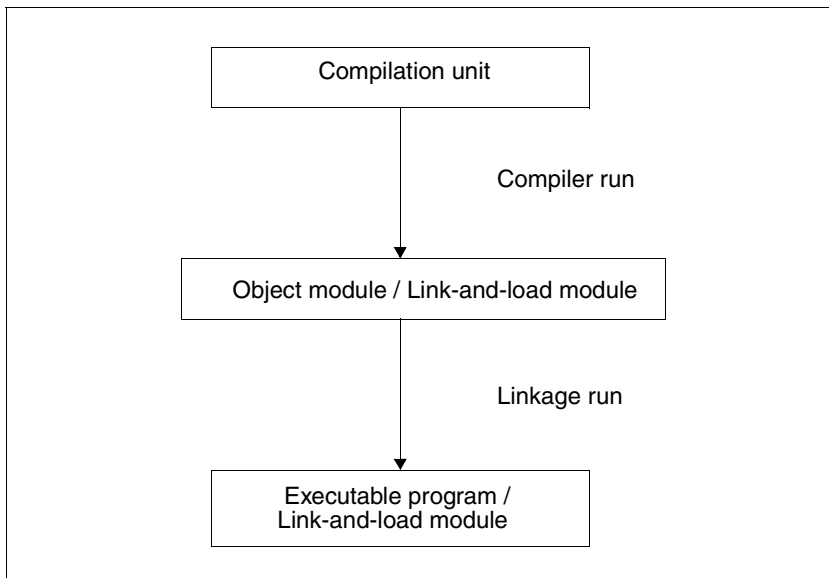 Compilation unit
Compiler run
Object module / Link-and-load module
Linkage run
Executable program /
Link-and-load module